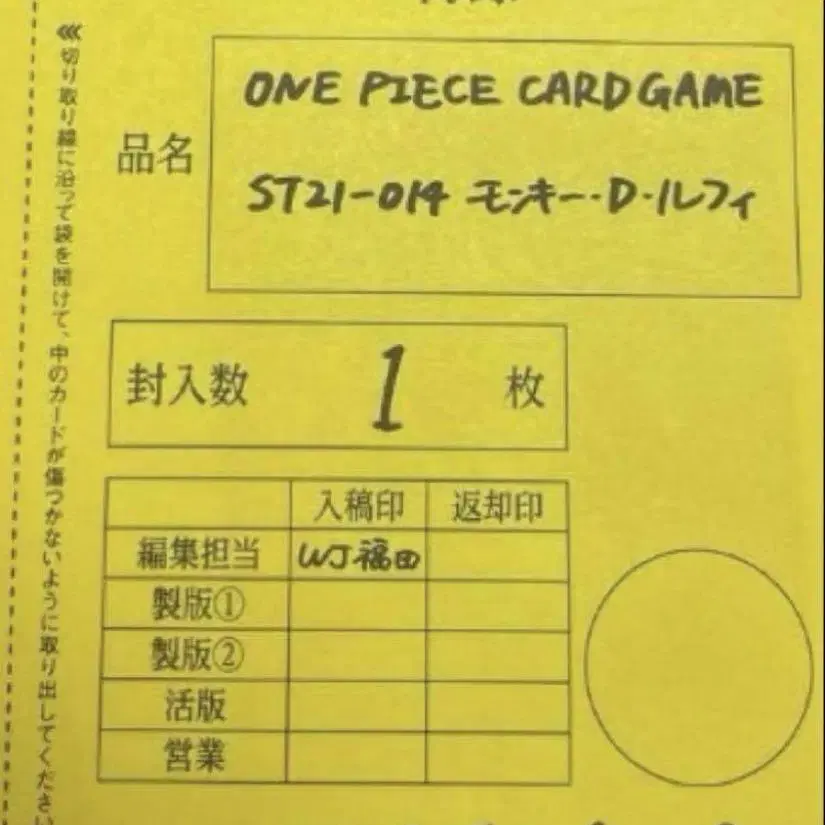 品名
ONE PIECE CARD GAME
ST21-014 モンキー・D・ルフィ
封入数 1 枚
入稿印 返却印
編集担当 WJ福田
製版①
製版②
活版
営業
切り取り線に沿って袋を開けて、中のカードが傷つかないように取り出してください